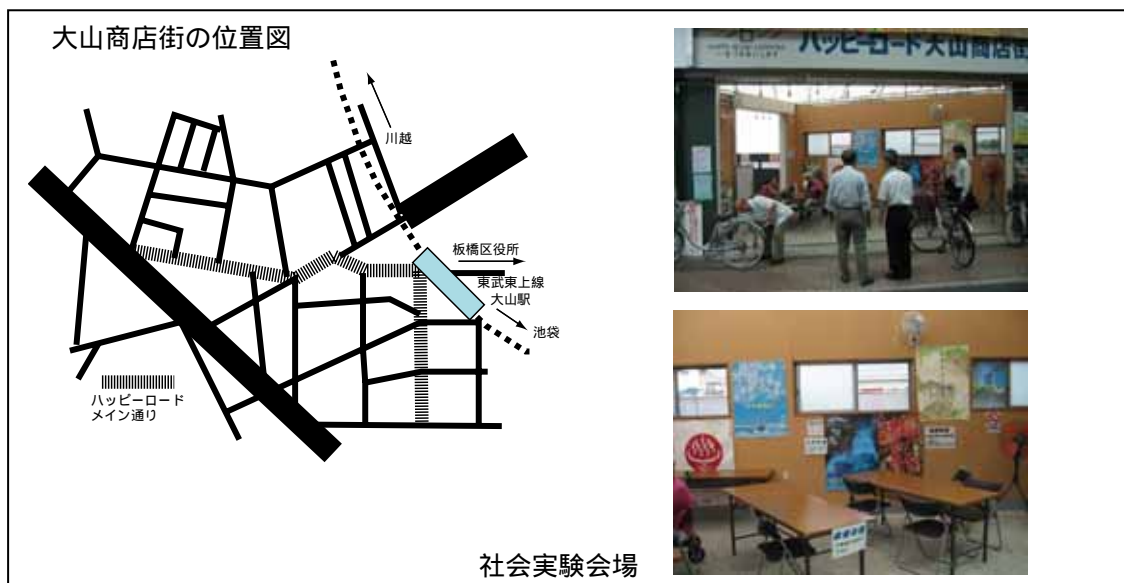 大山商店街の位置図
川越
板橋区役所
東武東上線
大山駅
池袋
ハッピーロード
メイン通り
ハッピーロード大山商店街
社会実験会場